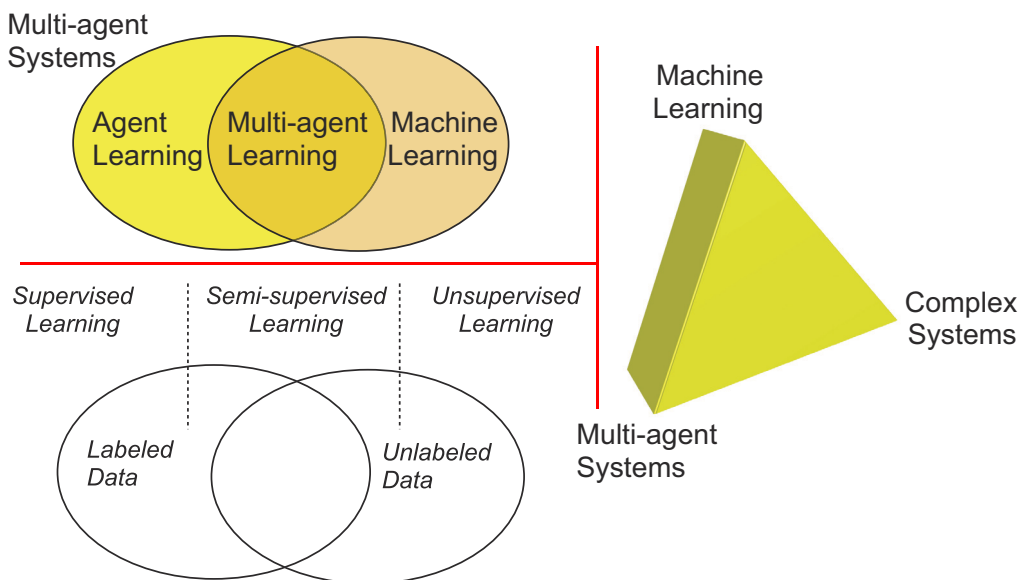 Multi-agent
Systems
Agent
Learning
Multi-agent
Learning
Machine
Learning
Supervised
Learning
Semi-supervised
Learning
Unsupervised
Learning
Labeled
Data
Unlabeled
Data
Machine
Learning
Complex
Systems
Multi-agent
Systems